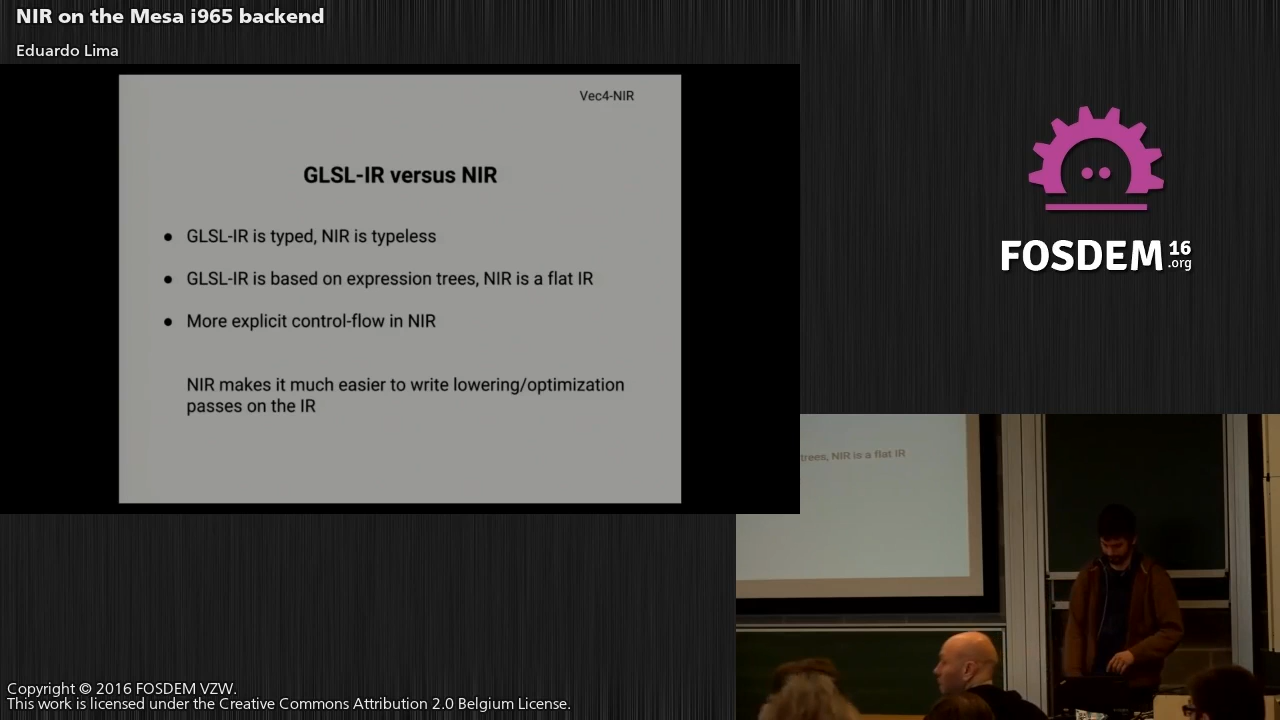 NIR on the Mesa i965 backend
Eduardo Lima
Vec4-NIR
GLSL-IR versus NIR
● GLSL-IR is typed, NIR is typeless
● GLSL-IR is based on expression trees, NIR is a flat IR
● More explicit control-flow in NIR
NIR makes it much easier to write lowering/optimization
passes on the IR
FOSDEM 16
.org
trees, NIR is a flat IR
Copyright © 2016 FOSDEM VZW.
This work is licensed under the Creative Commons Attribution 2.0 Belgium License.